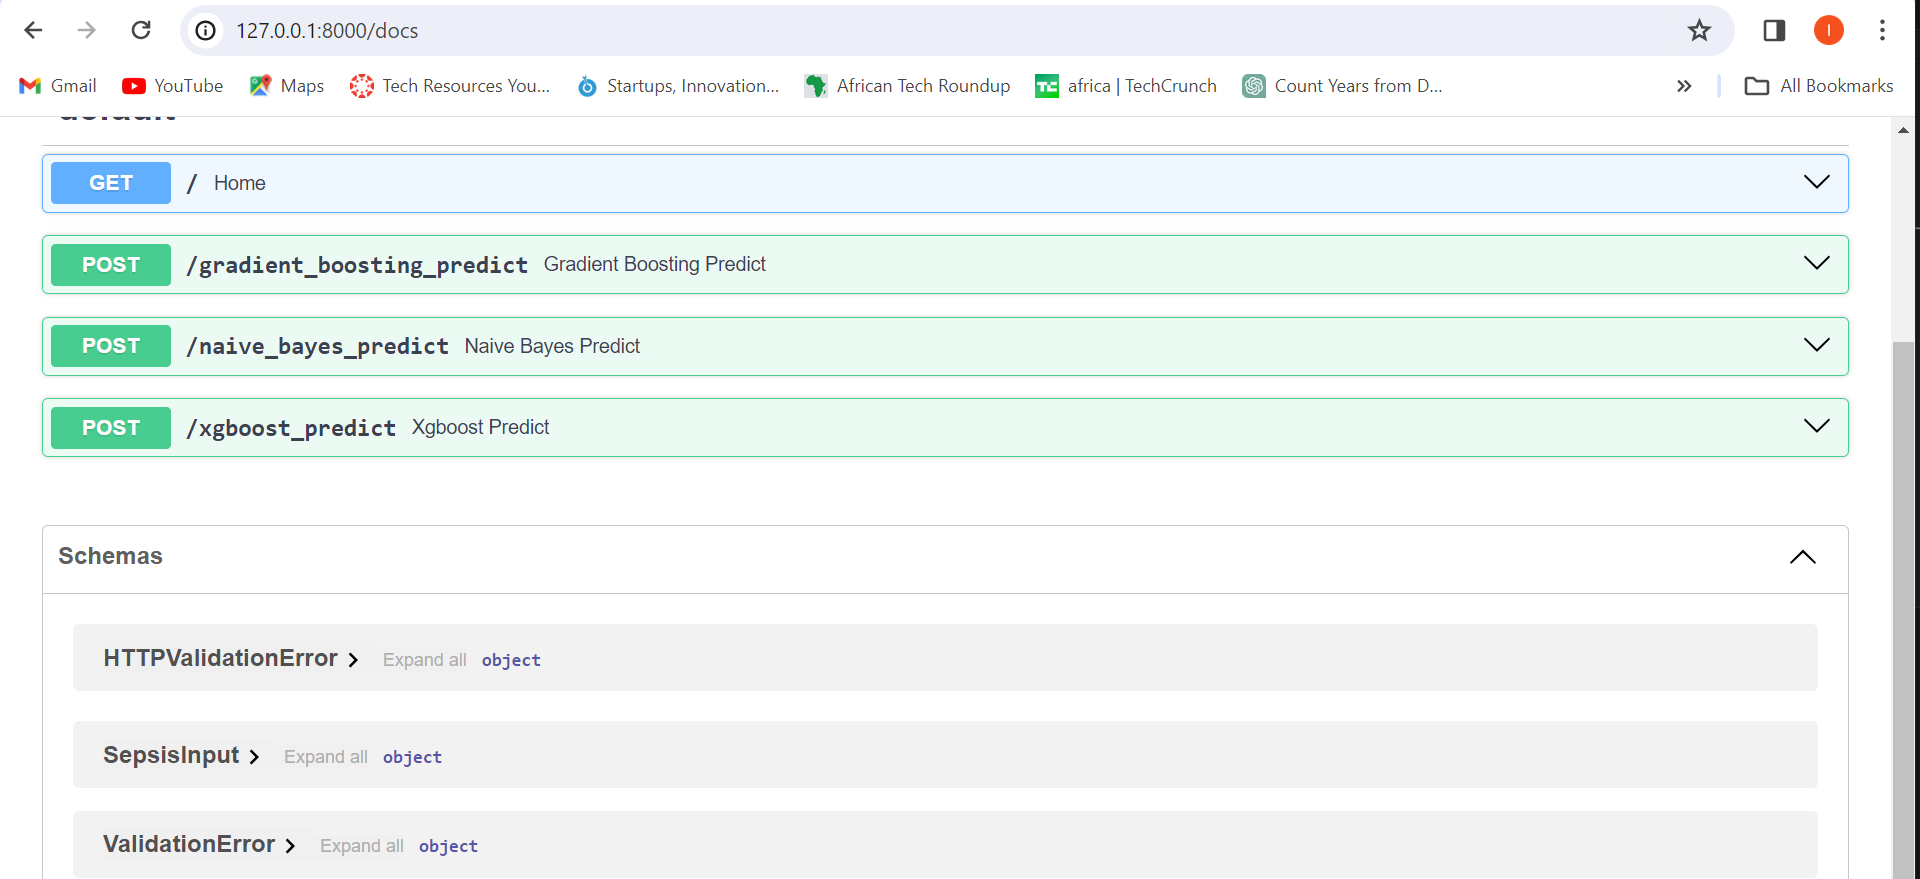 127.0.0.1:8000/docs
I
Gmail YouTube Maps Tech Resources You... Startups, Innovation... African Tech Roundup TC africa | TechCrunch Count Years from D... » All Bookmarks
default
GET / Home
POST /gradient_boosting_predict Gradient Boosting Predict
POST /naive_bayes_predict Naive Bayes Predict
POST /xgboost_predict Xgboost Predict
Schemas
HTTPValidationError Expand all object
SepsisInput Expand all object
ValidationError Expand all object